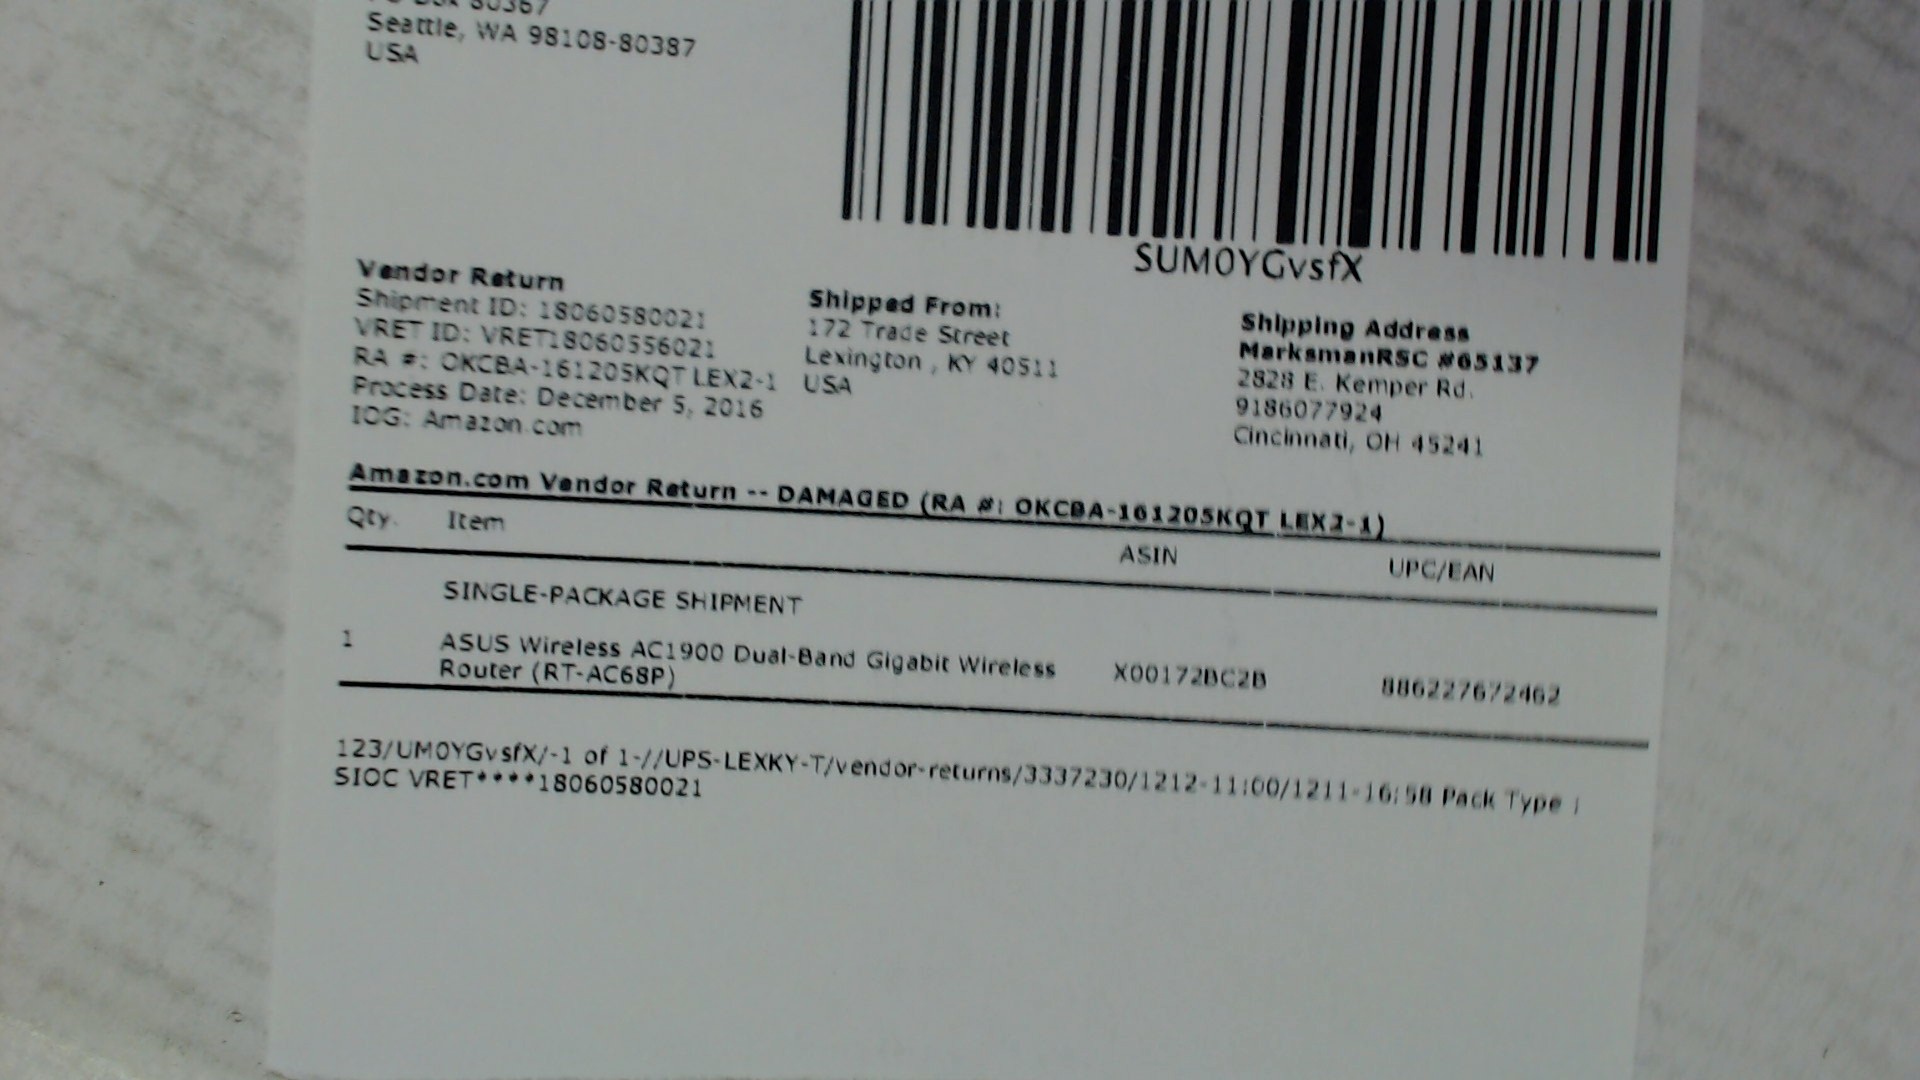 PO Box 80387
Seattle, WA 98108-80387
USA
SUM0YGvsfX
Vendor Return
Shipment ID: 18060580021
VRET ID: VRET18060556021
RA #: OKCBA-161205KQT LEX2-1
Process Date: December 5, 2016
IOG: Amazon.com
Shipped From:
172 Trade Street
Lexington , KY 40511
USA
Shipping Address
MarksmanRSC #65137
2828 E. Kemper Rd.
9186077924
Cincinnati, OH 45241
Amazon.com Vendor Return -- DAMAGED (RA #: OKCBA-161205KQT LEX2-1)
Qty. Item ASIN UPC/EAN
SINGLE-PACKAGE SHIPMENT
1 ASUS Wireless AC1900 Dual-Band Gigabit Wireless X00172BC2B 886227672462
Router (RT-AC68P)
123/UM0YGvsfX/-1 of 1-//UPS-LEXKY-T/vendor-returns/3337230/1212-11:00/1211-16:58 Pack Type :
SIOC VRET****18060580021